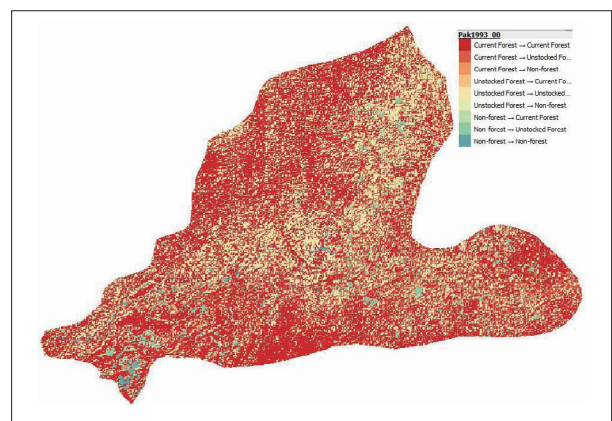 Pak1993_00
Current Forest → Current Forest
Current Forest → Unstocked Fo...
Current Forest → Non-forest
Unstocked Forest → Current Fo...
Unstocked Forest → Unstocked...
Unstocked Forest → Non-forest
Non-forest → Current Forest
Non-forest → Unstocked Forest
Non-forest → Non-forest